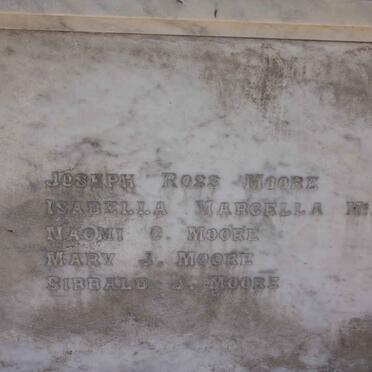 JOSEPH ROSS MOORE
ISABELLA MARCELLA M
NAOMI C. MOORE
MARY J. MOORE
SIBBALD J. MOORE